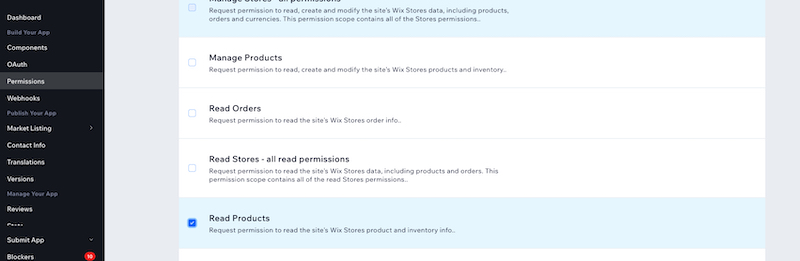 Dashboard
Build Your App
Components
OAuth
Permissions
Webhooks
Publish Your App
Market Listing
Contact Info
Translations
Versions
Manage Your App
Reviews
Submit App
Blockers
10
Manage Stores - all permissions
Request permission to read, create and modify the site's Wix Stores data, including products,
orders and currencies. This permission scope contains all of the Stores permissions..
Manage Products
Request permission to read, create and modify the site's Wix Stores products and inventory..
Read Orders
Request permission to read the site's Wix Stores order info..
Read Stores - all read permissions
Request permission to read the site's Wix Stores data, including products and orders. This
permission scope contains all of the read Stores permissions..
Read Products
Request permission to read the site's Wix Stores product and inventory info..